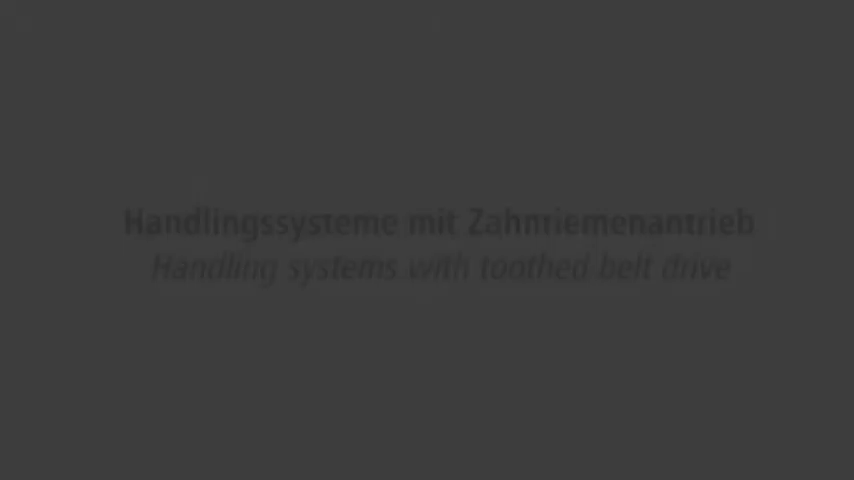 Handlingssysteme mit Zahnriemenantrieb
Handling systems with toothed belt drive